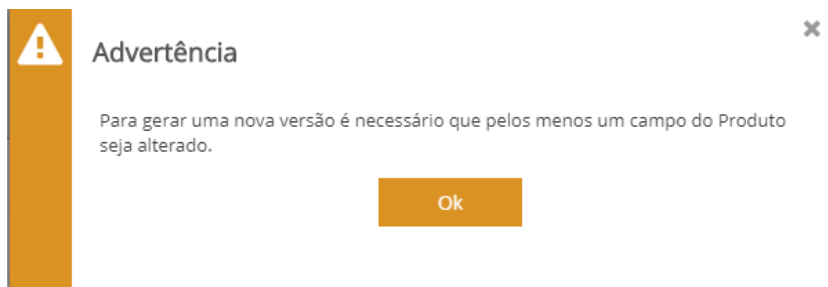 Advertência
Para gerar uma nova versão é necessário que pelos menos um campo do Produto
seja alterado.
Ok